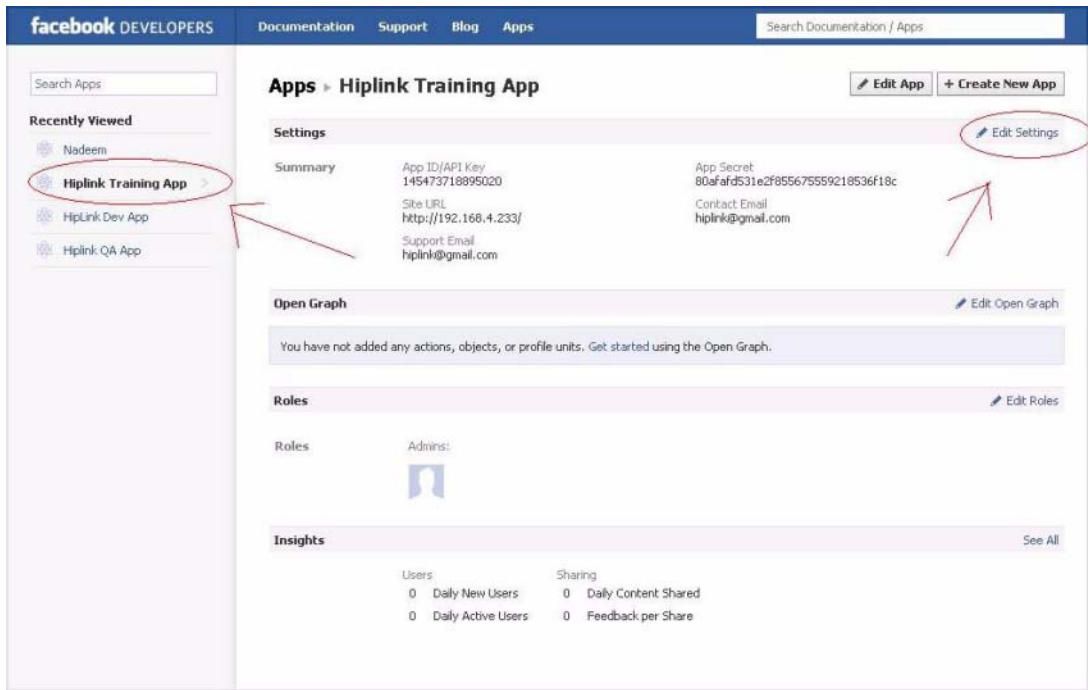 facebook DEVELOPERS
Documentation Support Blog Apps
Search Documentation / Apps
Search Apps
Recently Viewed
Nadeem
Hiplink Training App
HipLink Dev App
Hiplink QA App
Apps ▸ Hiplink Training App
Edit App
+ Create New App
Settings
Edit Settings
Summary
App ID/API Key
145473718895020
App Secret
80afafd531e2f855675559218536f18c
Site URL
http://192.168.4.233/
Contact Email
hiplink@gmail.com
Support Email
hiplink@gmail.com
Open Graph
Edit Open Graph
You have not added any actions, objects, or profile units. Get started using the Open Graph.
Roles
Edit Roles
Roles
Admins:
Insights
See All
Users
0 Daily New Users
0 Daily Active Users
Sharing
0 Daily Content Shared
0 Feedback per Share